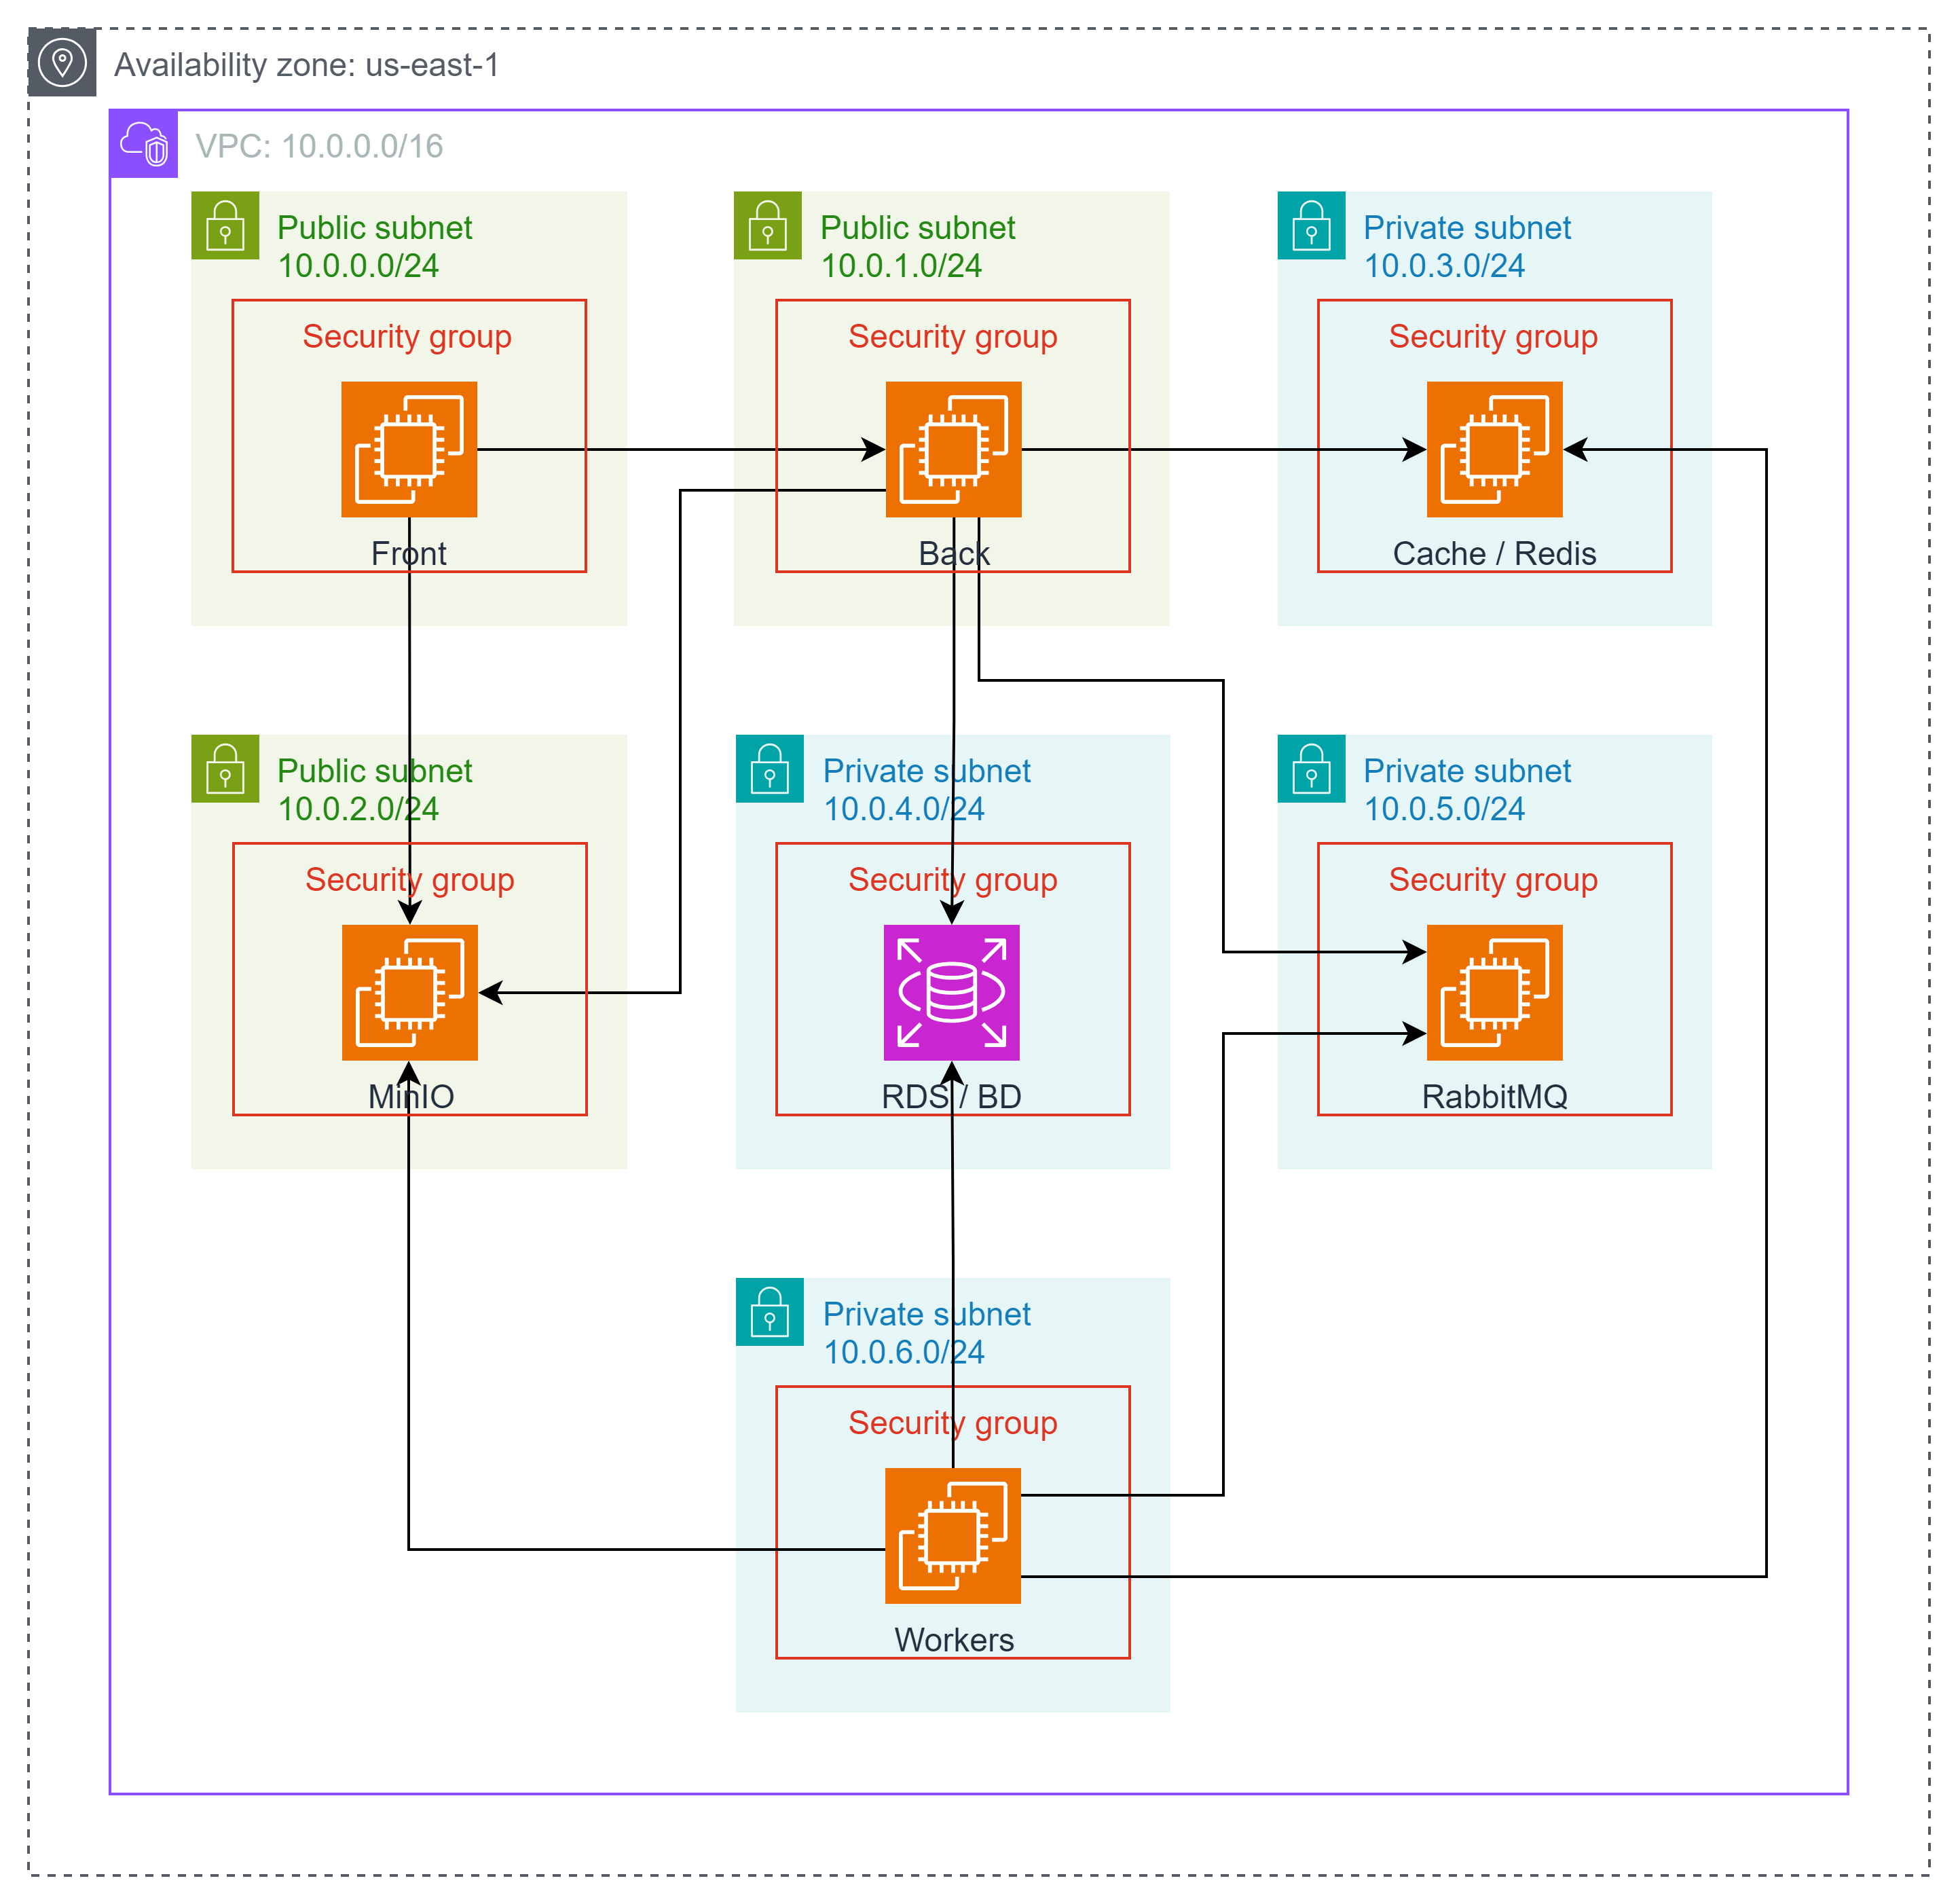 Availability zone: us-east-1
VPC: 10.0.0.0/16
Public subnet
10.0.0.0/24
Security group
Front
Public subnet
10.0.1.0/24
Security group
Back
Private subnet
10.0.3.0/24
Security group
Cache / Redis
Public subnet
10.0.2.0/24
Security group
MinIO
Private subnet
10.0.4.0/24
Security group
RDS / BD
Private subnet
10.0.5.0/24
Security group
RabbitMQ
Private subnet
10.0.6.0/24
Security group
Workers